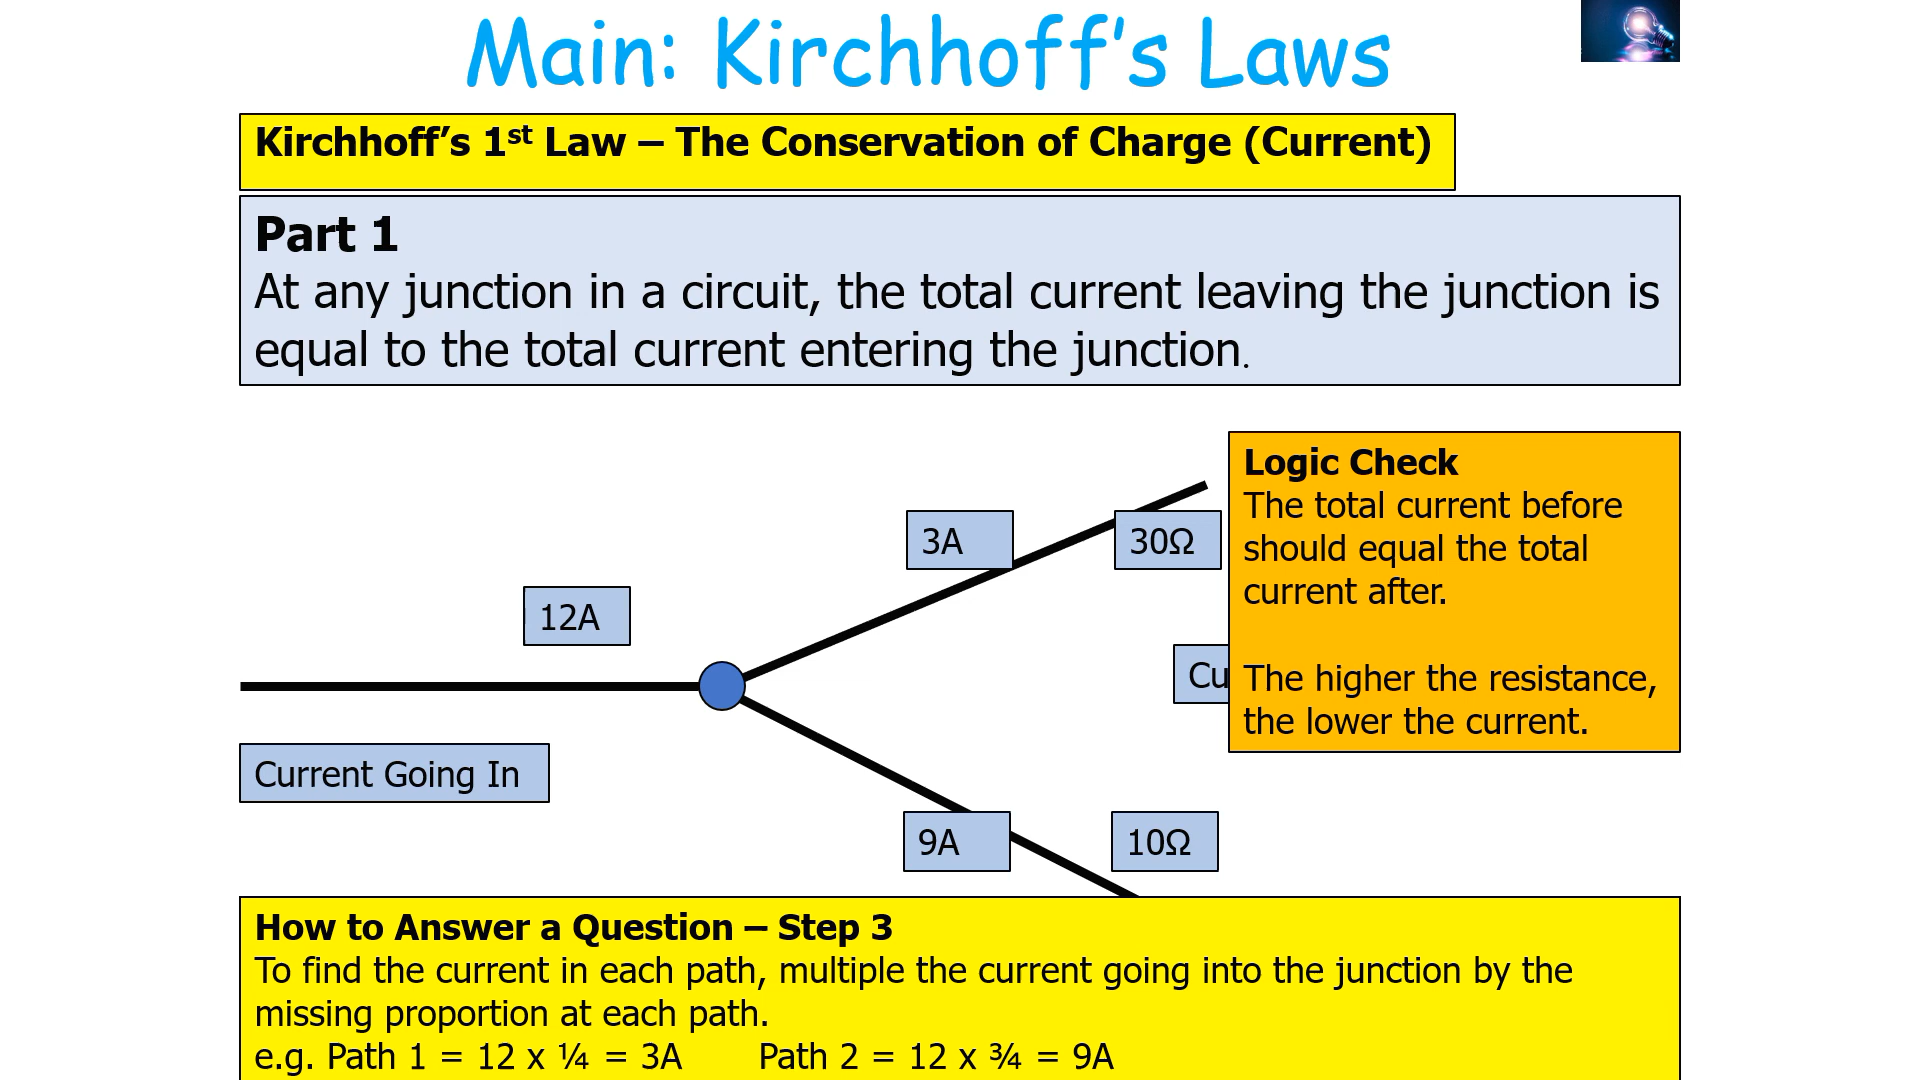 Main: Kirchhoff's Laws
Kirchhoff’s 1st Law – The Conservation of Charge (Current)
Part 1
At any junction in a circuit, the total current leaving the junction is
equal to the total current entering the junction.
Logic Check
The total current before
should equal the total
current after.
The higher the resistance,
the lower the current.
3A
30Ω
12A
Cu
Current Going In
9A
10Ω
How to Answer a Question – Step 3
To find the current in each path, multiple the current going into the junction by the
missing proportion at each path.
e.g. Path 1 = 12 x ¼ = 3A Path 2 = 12 x ¾ = 9A